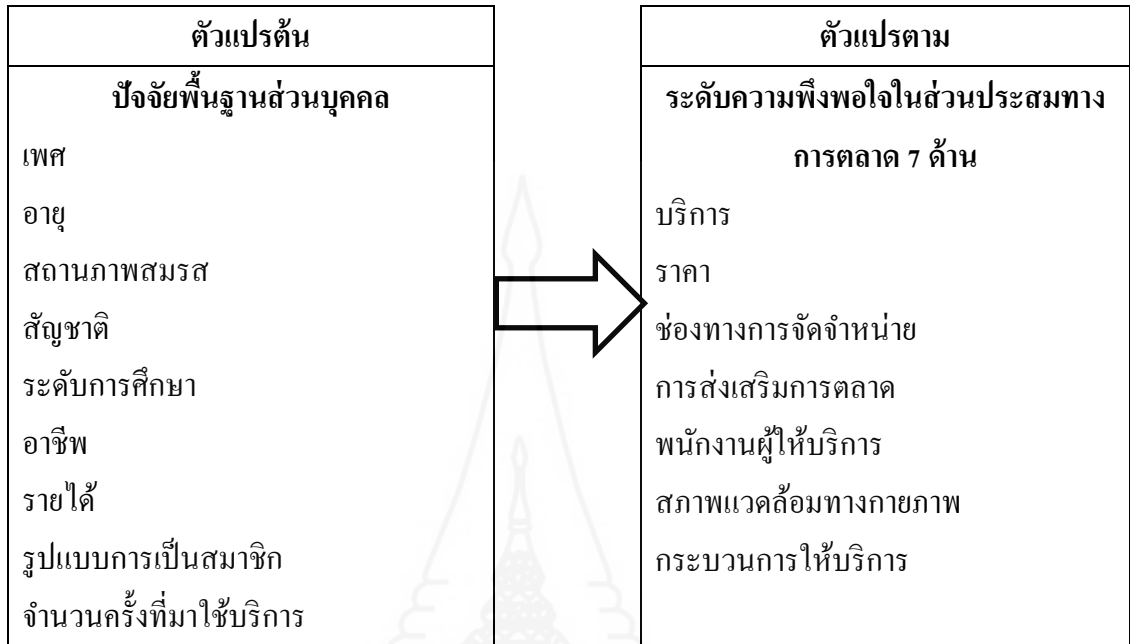 ตัวแปรต้น
ปัจจัยพื้นฐานส่วนบุคคล
เพศ
อายุ
สถานภาพสมรส
สัญชาติ
ระดับการศึกษา
อาชีพ
รายได้
รูปแบบการเป็นสมาชิก
จำนวนครั้งที่มาใช้บริการ
ตัวแปรตาม
ระดับความพึงพอใจในส่วนประสมทาง
การตลาด 7 ด้าน
บริการ
ราคา
ช่องทางการจัดจำหน่าย
การส่งเสริมการตลาด
พนักงานผู้ให้บริการ
สภาพแวดล้อมทางกายภาพ
กระบวนการให้บริการ